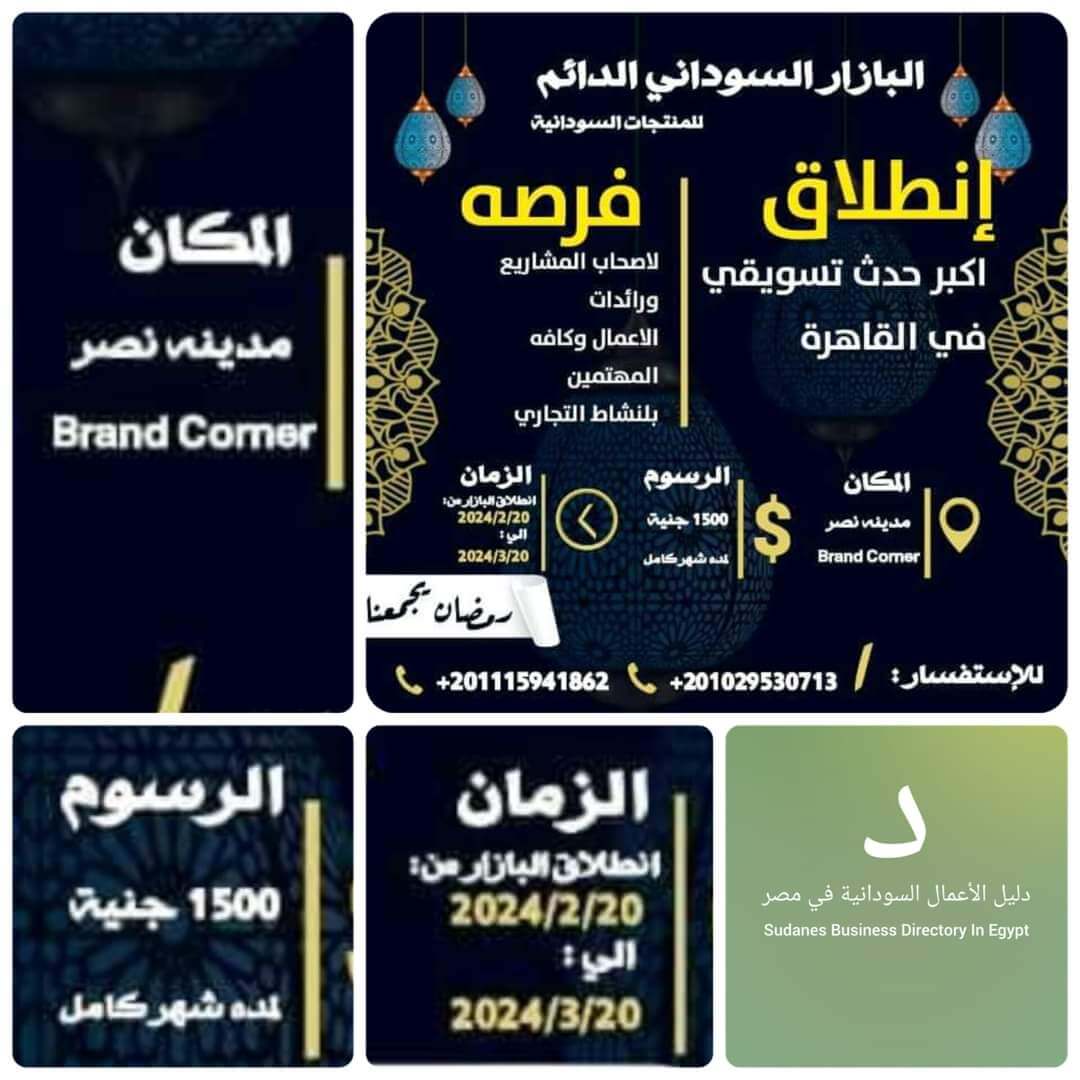 المكان
مدينه نصر
Brand Corner
البازار السوداني الدائم
للمنتجات السودانية
إنطلاق
اكبر حدث تسويقي
في القاهرة
فرصه
لاصحاب المشاريع
ورائدات
الاعمال وكافه
المهتمين
بلنشاط التجاري
المكان
مدينه نصر
Brand Corner
الرسوم
1500 جنية
لمده شهر كامل
الزمان
انطلاق البازار من:
2024/2/20
الي:
2024/3/20
رمضان يجمعنا
للإستفسار: / +201029530713 +201115941862
الرسوم
1500 جنية
لمده شهر كامل
الزمان
انطلاق البازار من:
2024/2/20
الي:
2024/3/20
د
دليل الأعمال السودانية في مصر
Sudanes Business Directory In Egypt